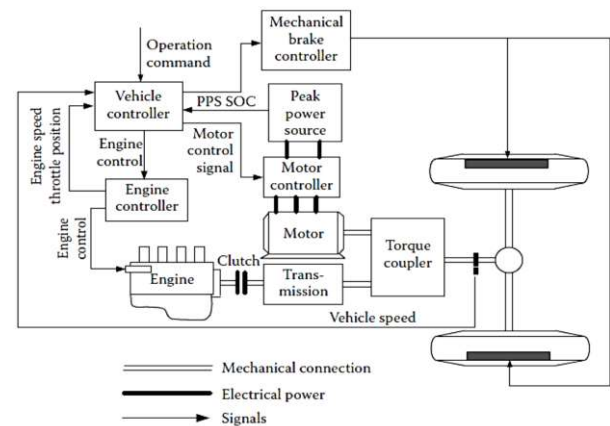 Operation
command
Mechanical
brake
controller
Vehicle
controller
PPS SOC
Peak
power
source
Engine speed
throttle position
Engine
control
Motor
control
signal
Motor
controller
Engine
controller
Engine
control
Motor
Torque
coupler
Clutch
Engine
Trans-
mission
Vehicle speed
Mechanical connection
Electrical power
Signals